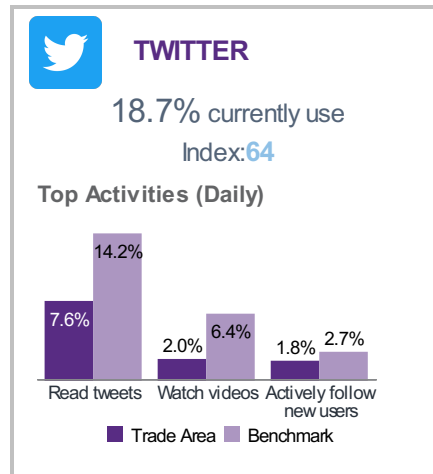 TWITTER
18.7% currently use
Index:64
Top Activities (Daily)
14.2%
7.6%
6.4%
2.0%
2.7%
1.8%
Read tweets Watch videos Actively follow
new users
Trade Area Benchmark